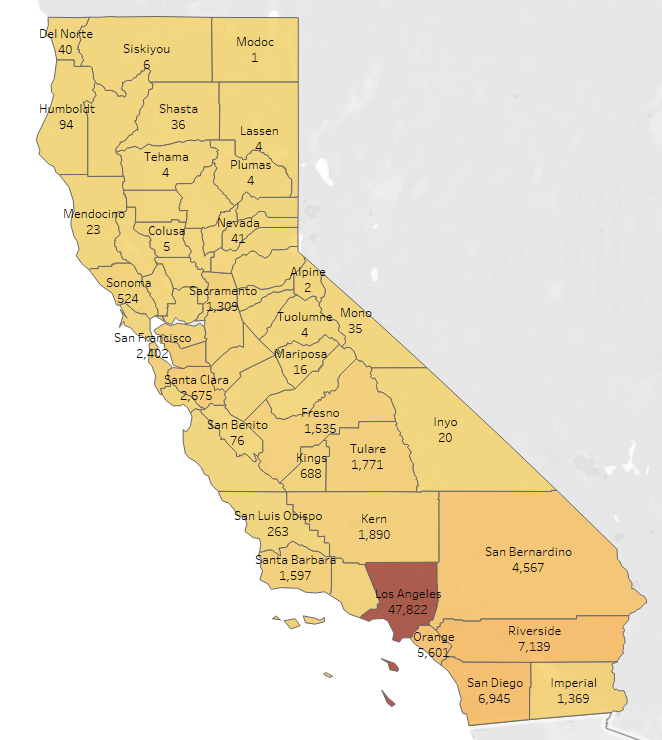 Del Norte
40
Siskiyou
6
Modoc
1
Humboldt
94
Shasta
36
Lassen
4
Tehama
4
Plumas
4
Mendocino
23
Colusa
5
Nevada
41
Sonoma
524
Sacramento
1,309
Alpine
2
Tuolumne
4
Mono
35
San Francisco
2,402
Mariposa
16
Santa Clara
2,675
San Benito
76
Fresno
1,535
Inyo
20
Kings
688
Tulare
1,771
San Luis Obispo
263
Kern
1,890
San Bernardino
4,567
Santa Barbara
1,597
Los Angeles
47,822
Orange
5,601
Riverside
7,139
San Diego
6,945
Imperial
1,369